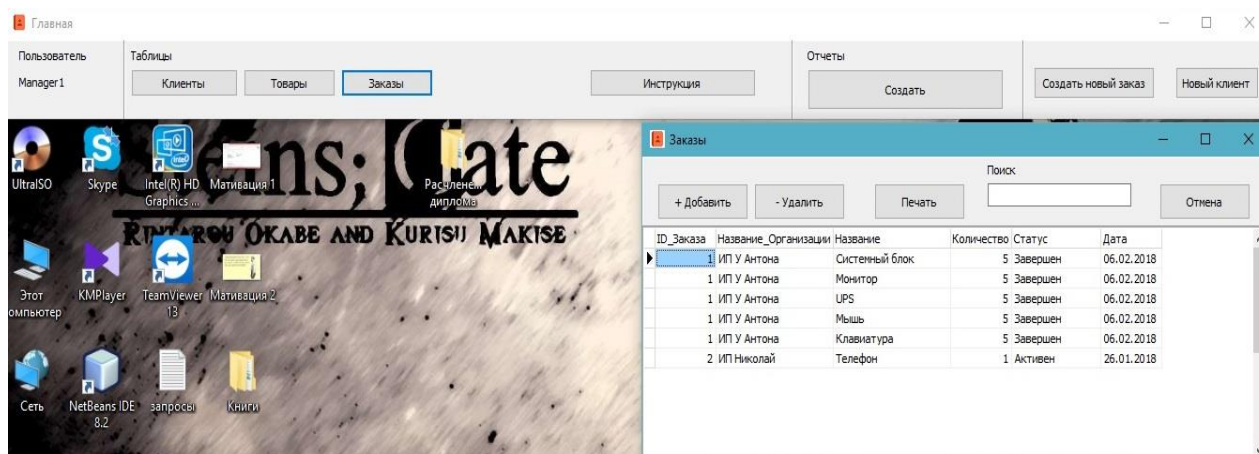 Главная
Пользователь
Таблицы
Отчеты
Manager1
Клиенты
Товары
Заказы
Инструкция
Создать
Создать новый заказ
Новый клиент
ns; Gate
RINTAROU OKABE AND KURISU MAKISE
UltraISO
Skype
Intel(R) HD
Graphics ...
Мативация 1
Расчленен...
диплома
Этот
омпьютер
KMPlayer
TeamViewer
13
Мативация 2
Сеть
NetBeans IDE
8.2
запросы
Книги
Заказы
Поиск
+ Добавить
- Удалить
Печать
Отмена
ID_Заказа Название_Организации Название Количество Статус Дата
1 ИП У Антона Системный блок 5 Завершен 06.02.2018
1 ИП У Антона Монитор 5 Завершен 06.02.2018
1 ИП У Антона UPS 5 Завершен 06.02.2018
1 ИП У Антона Мышь 5 Завершен 06.02.2018
1 ИП У Антона Клавиатура 5 Завершен 06.02.2018
2 ИП Николай Телефон 1 Активен 26.01.2018